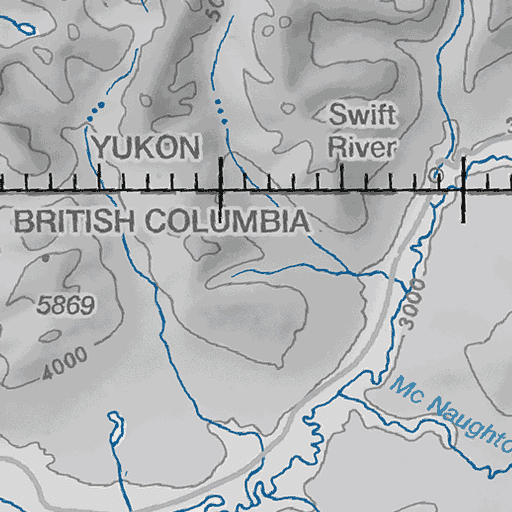 Swift
River
YUKON
BRITISH COLUMBIA
5869
3000
4000
Mc Naughto